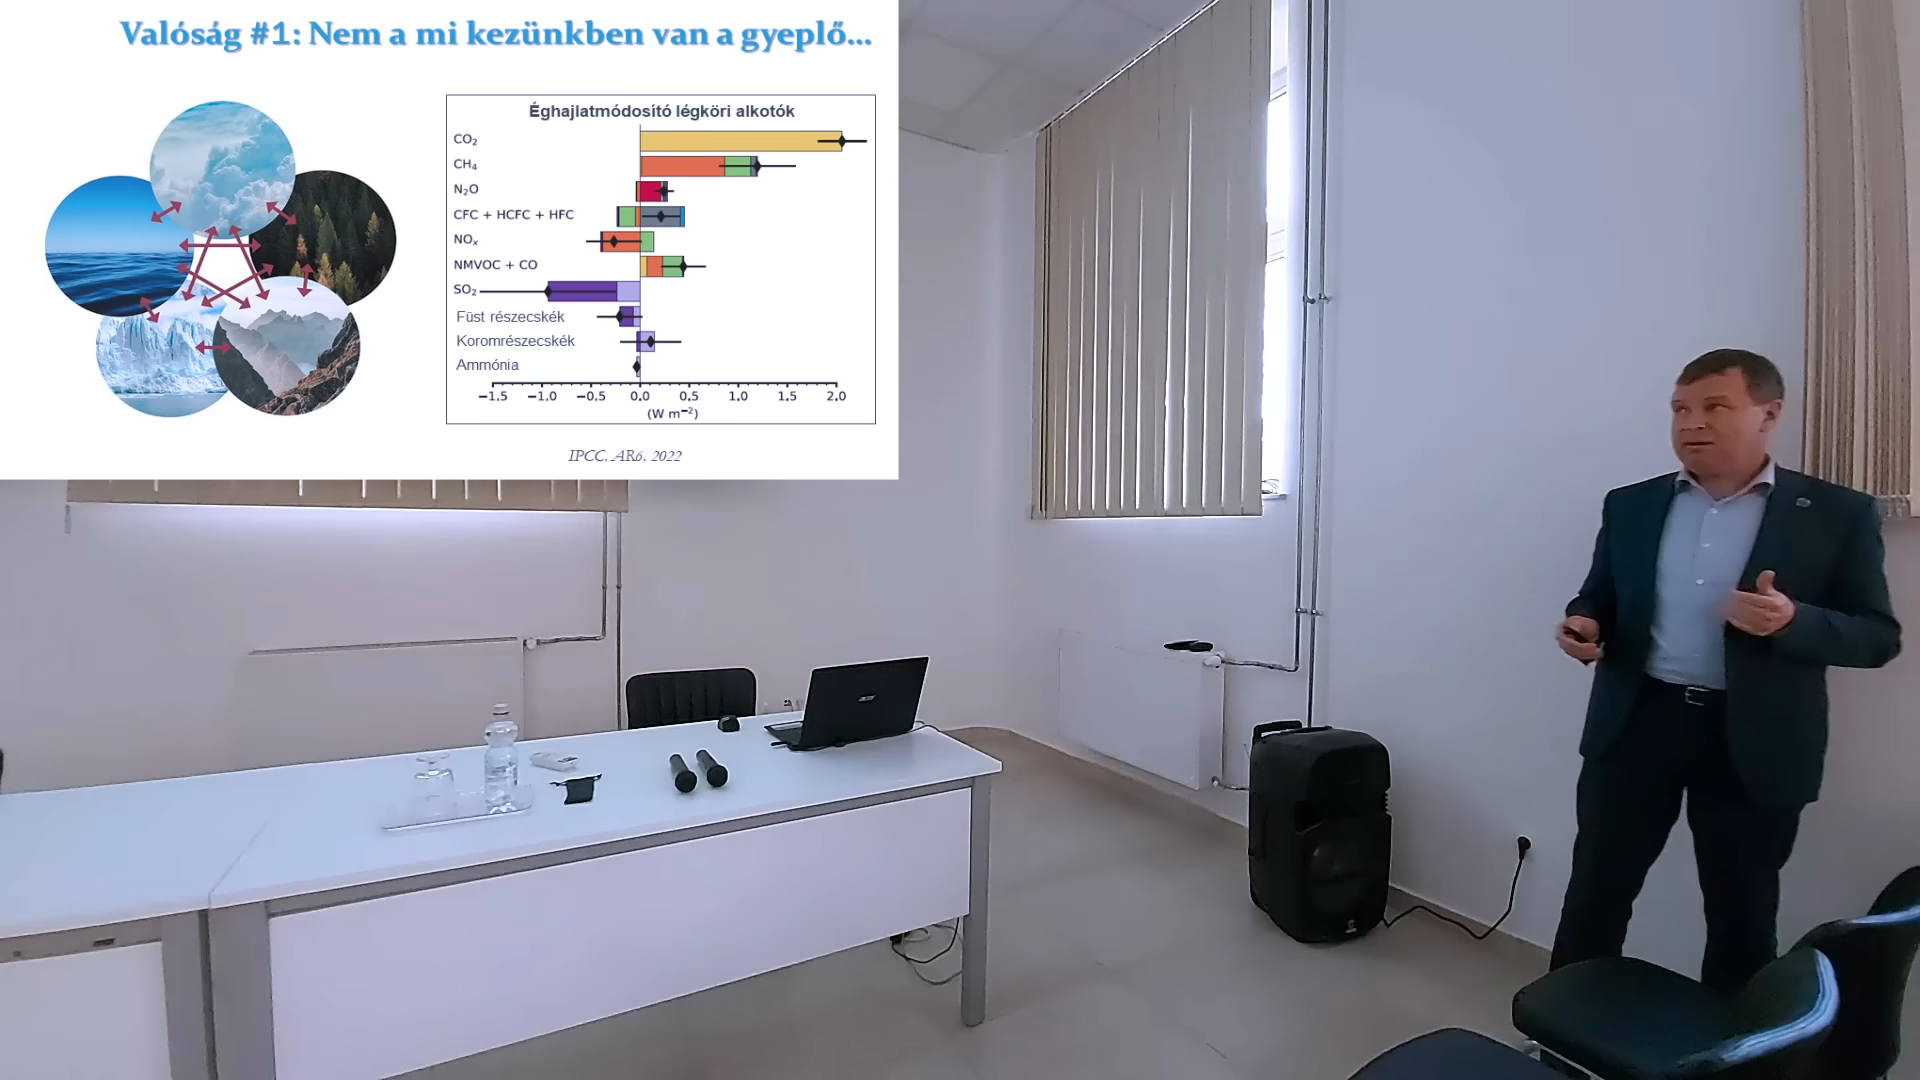 Valóság #1: Nem a mi kezünkben van a gyeplő...
Éghajlatmódosító légköri alkotók
CO₂
CH₄
N₂O
CFC + HCFC + HFC
NOₓ
NMVOC + CO
SO₂
Füst részecskék
Koromrészecskék
Ammónia
−1.5 −1.0 −0.5 0.0 0.5 1.0 1.5 2.0
(W m⁻²)
IPCC, AR6, 2022
acer